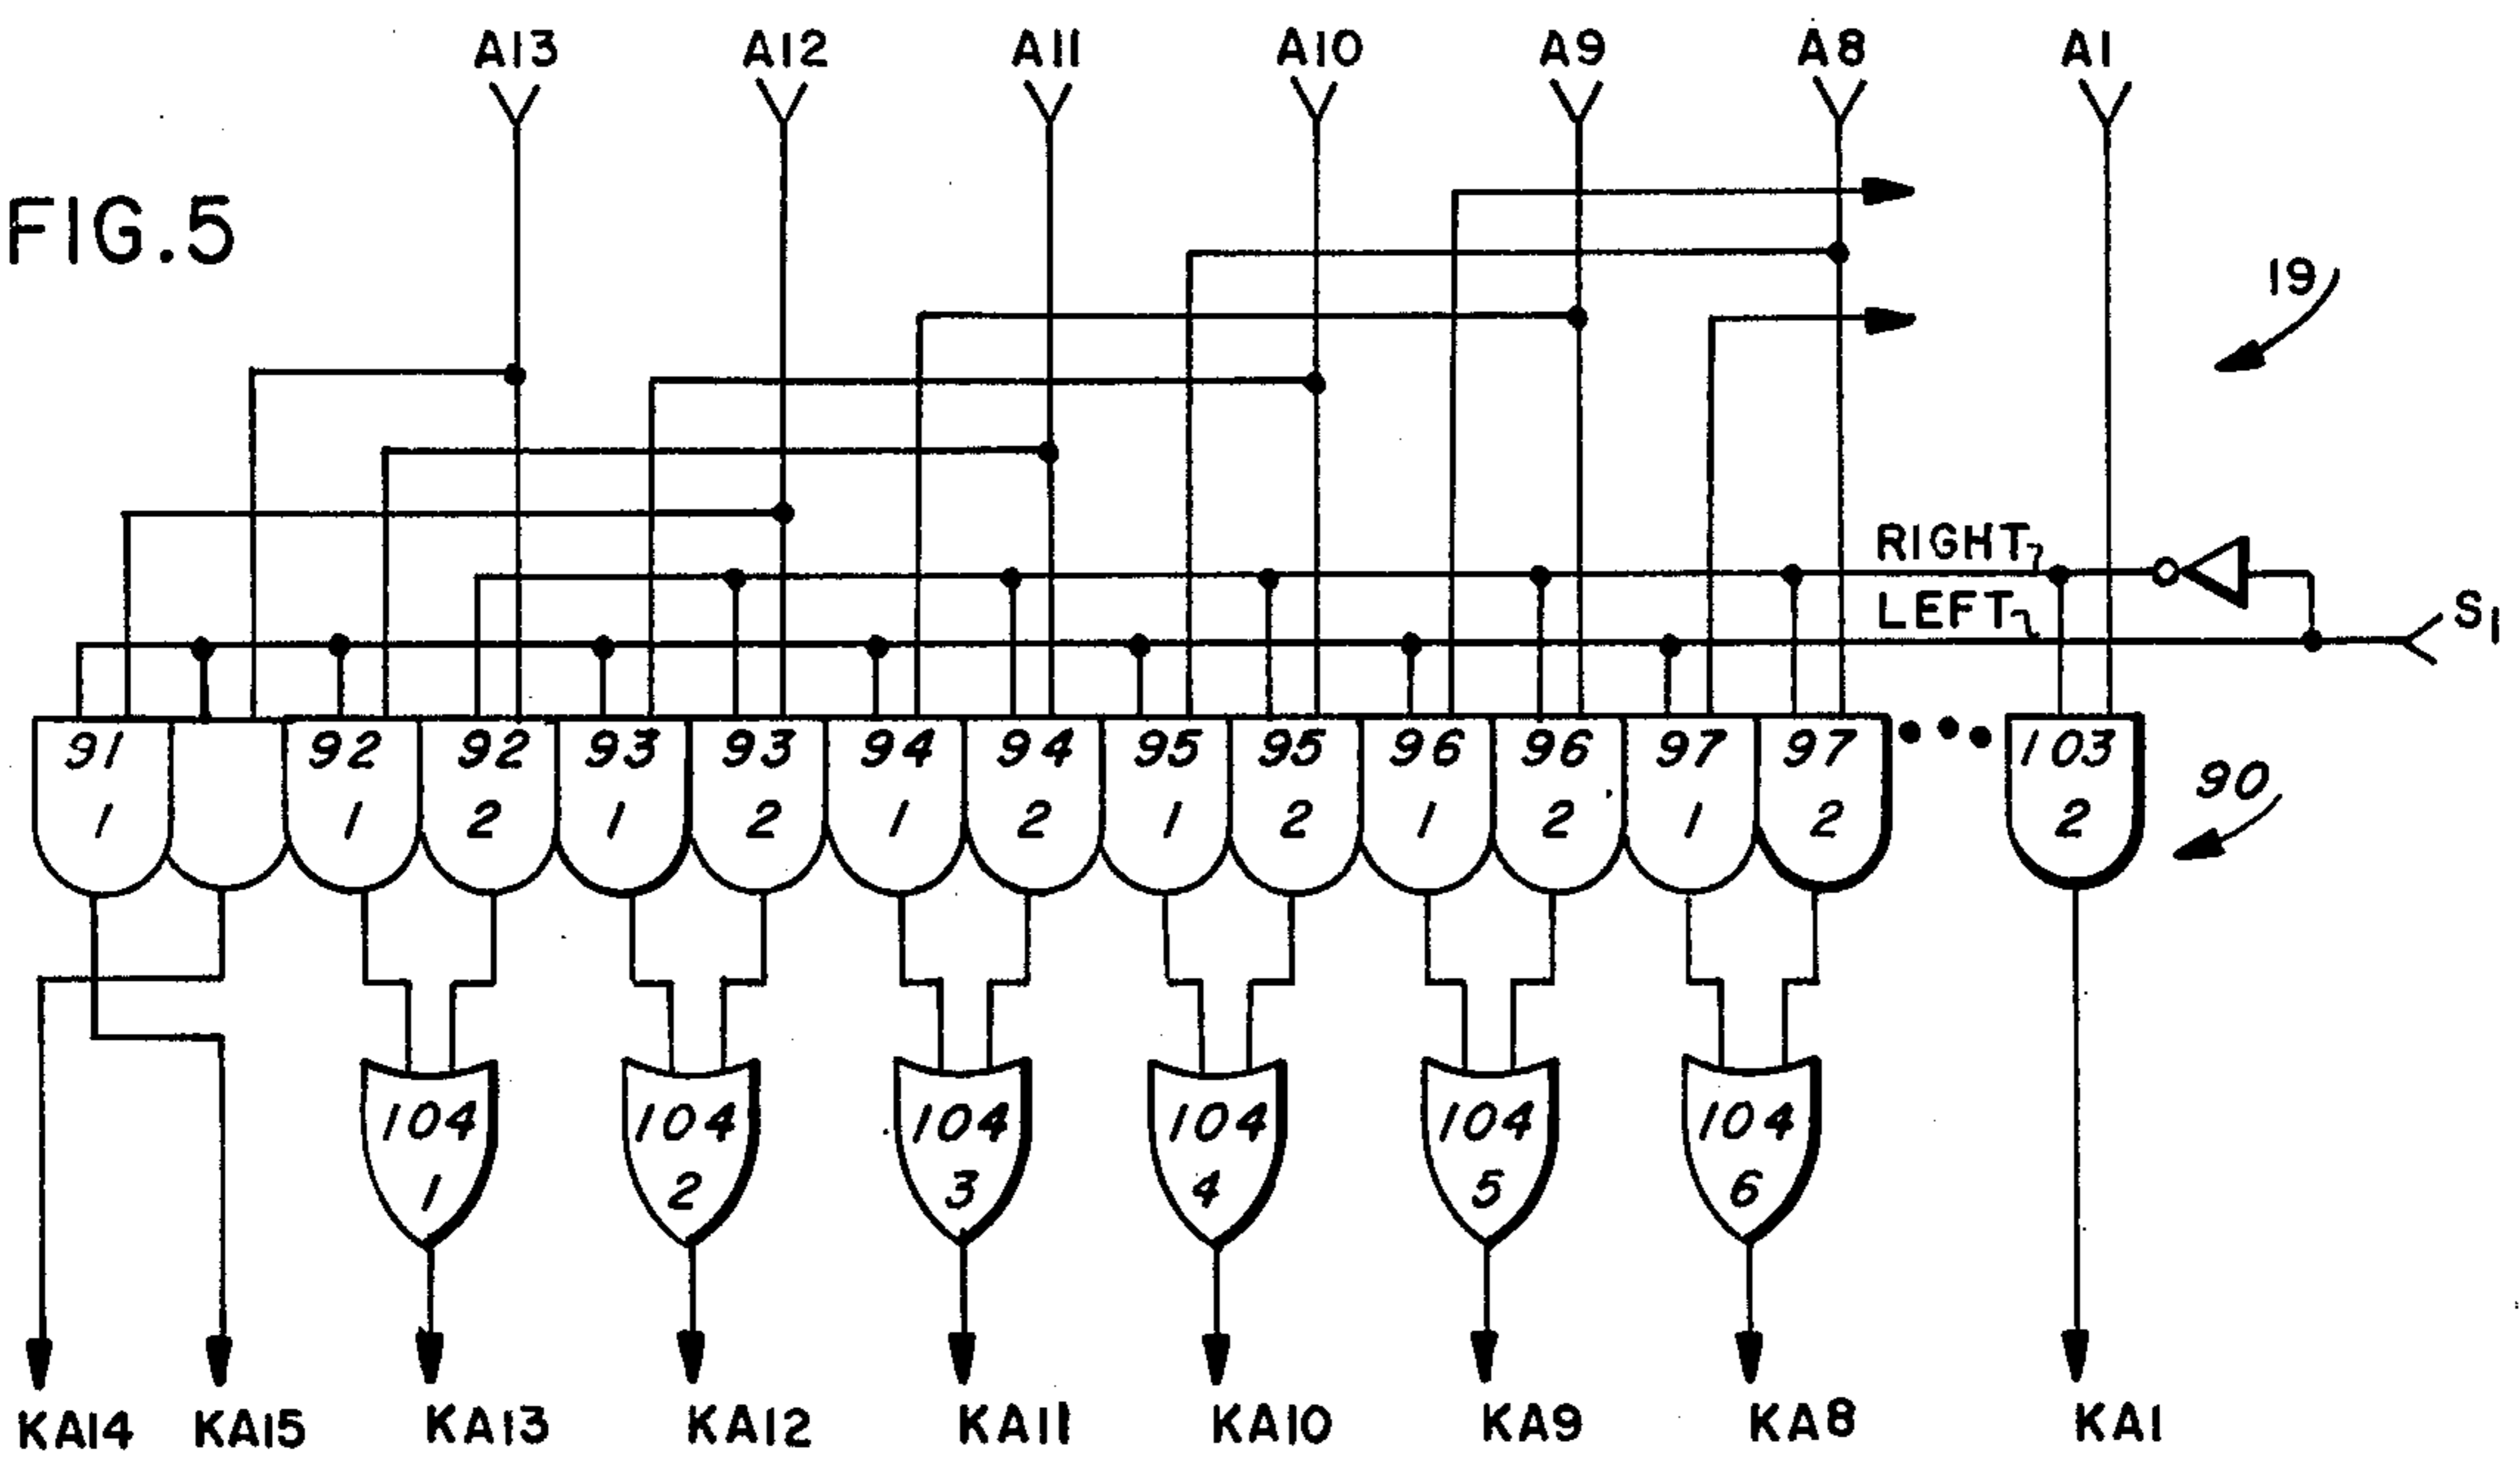 A13 A12 A11 A10 A9 A8 A1
FIG.5
19
RIGHT
LEFT
S1
91 92 92 93 93 94 94 95 95 96 96 97 97 103
1 1 2 1 2 1 2 1 2 1 2 1 2 2
90
104 104 104 104 104 104
1 2 3 4 5 6
KA14 KA15 KA13 KA12 KA11 KA10 KA9 KA8 KA1